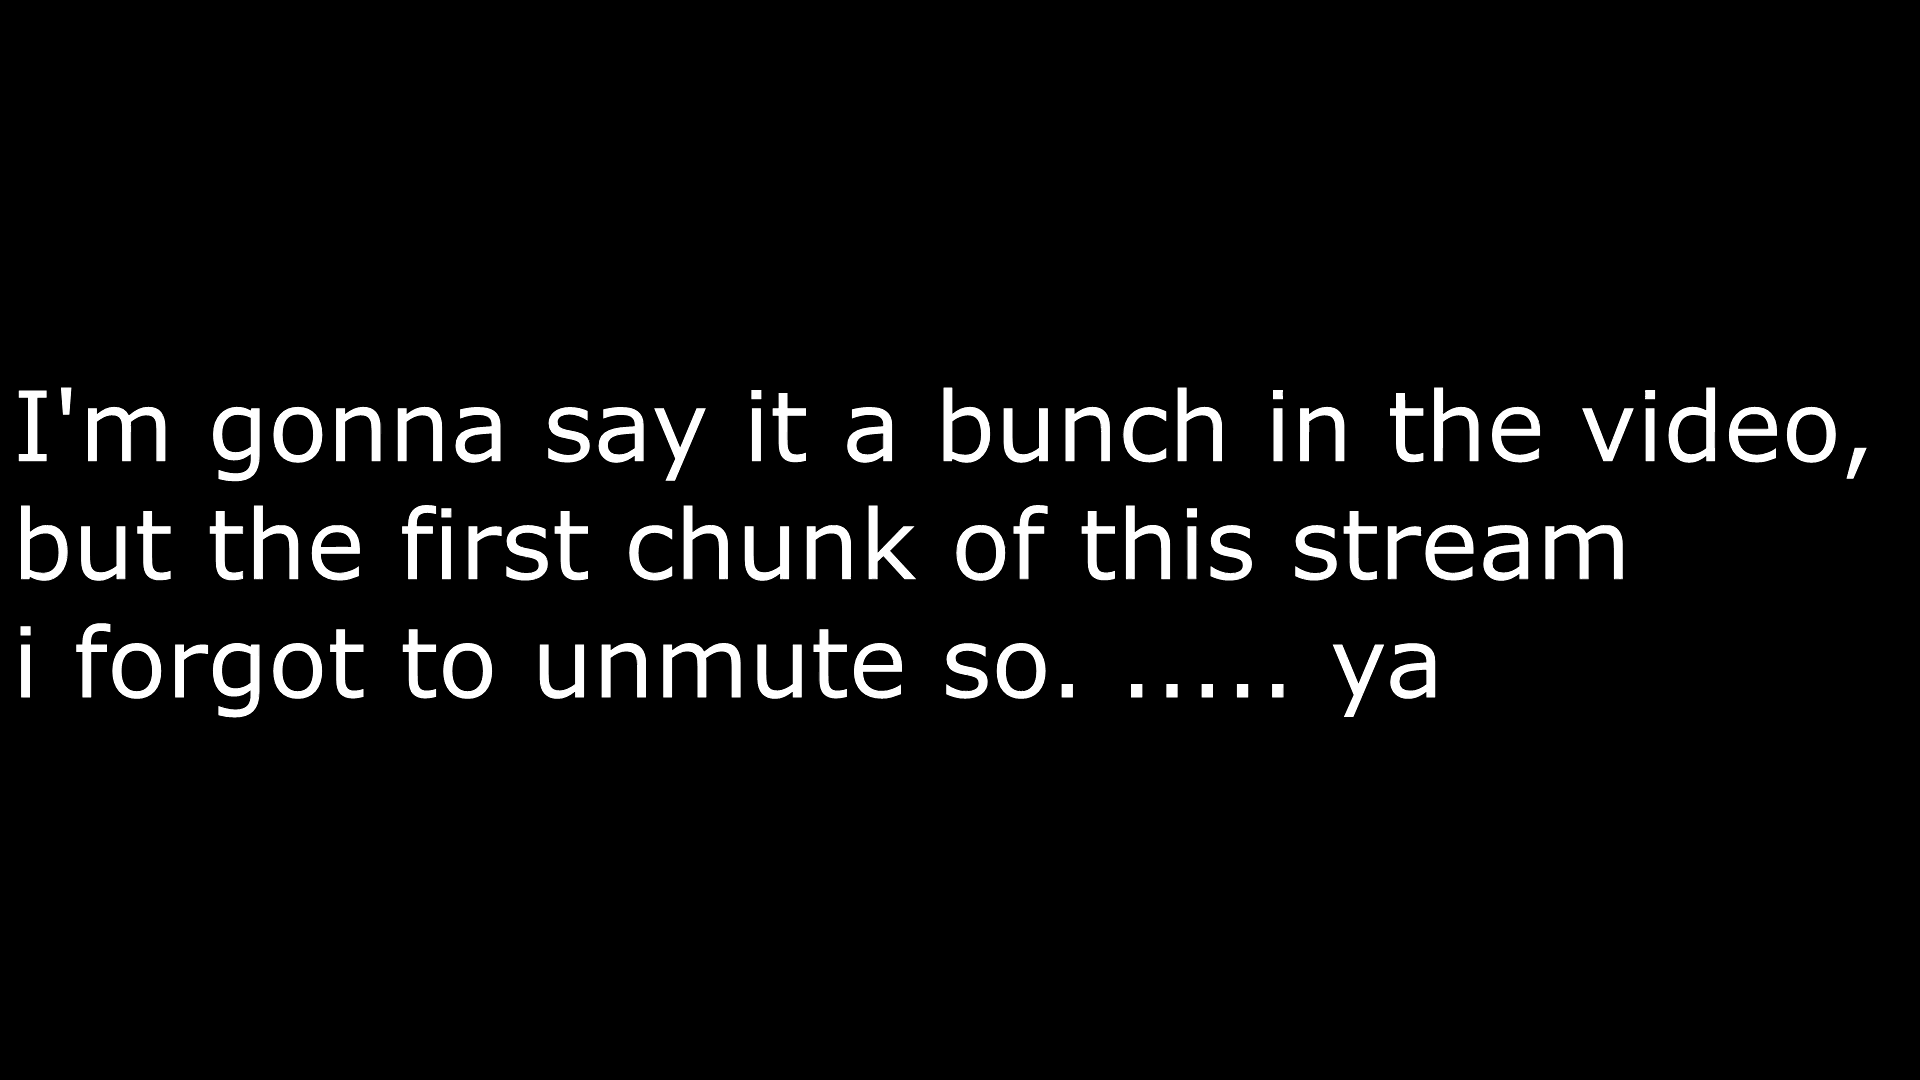 I'm gonna say it a bunch in the video,
but the first chunk of this stream
i forgot to unmute so. ..... ya